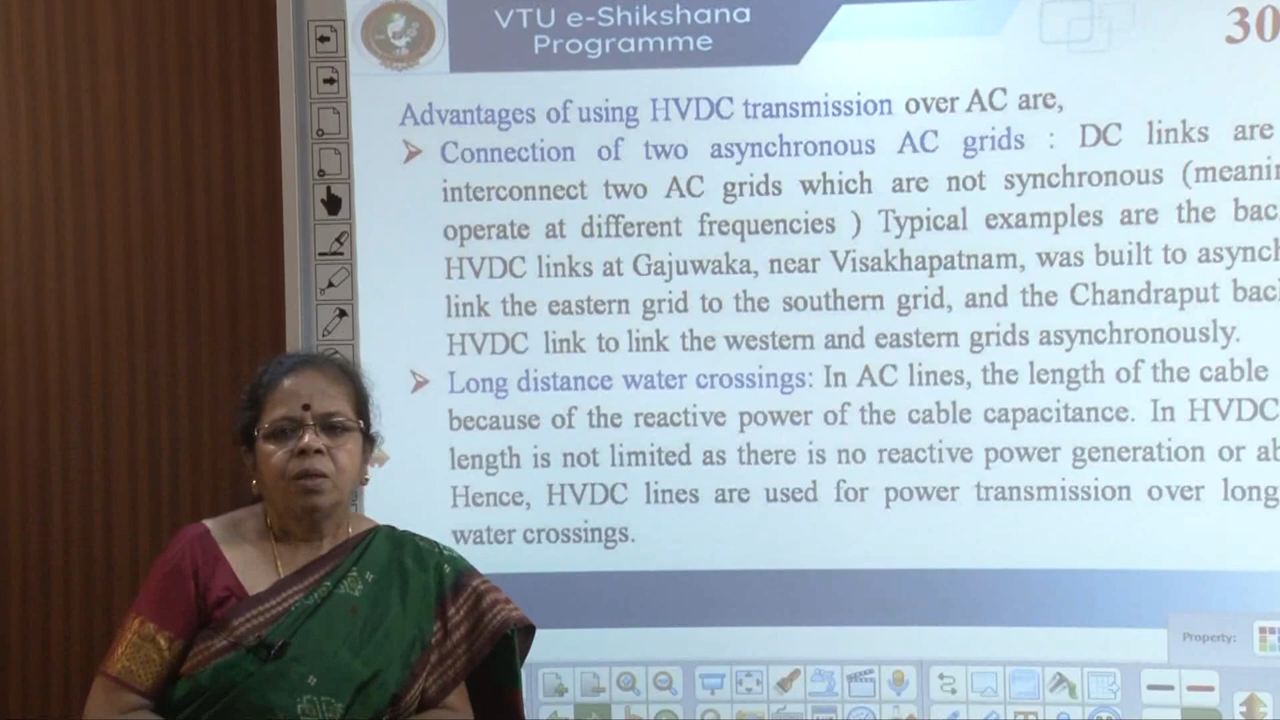 VTU e-Shikshana
Programme
30
Advantages of using HVDC transmission over AC are,
Connection of two asynchronous AC grids : DC links are
interconnect two AC grids which are not synchronous (meanin
operate at different frequencies ) Typical examples are the bac
HVDC links at Gajuwaka, near Visakhapatnam, was built to asyncl
link the eastern grid to the southern grid, and the Chandraput bac
HVDC link to link the western and eastern grids asynchronously.
Long distance water crossings: In AC lines, the length of the cable
because of the reactive power of the cable capacitance. In HVDC
length is not limited as there is no reactive power generation or ab
Hence, HVDC lines are used for power transmission over long
water crossings.
Property: